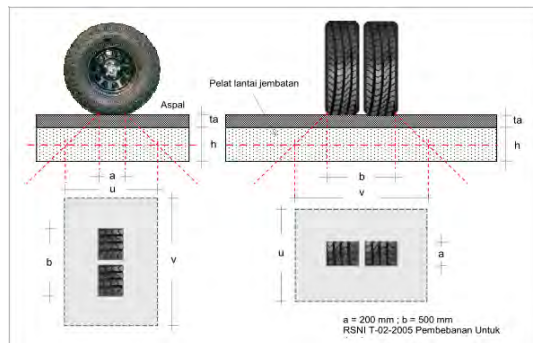 Aspal
Pelat lantai jembatan
ta
h
a
u
b
v
ta
h
b
v
u
a
a = 200 mm ; b = 500 mm
RSNI T-02-2005 Pembebanan Untuk